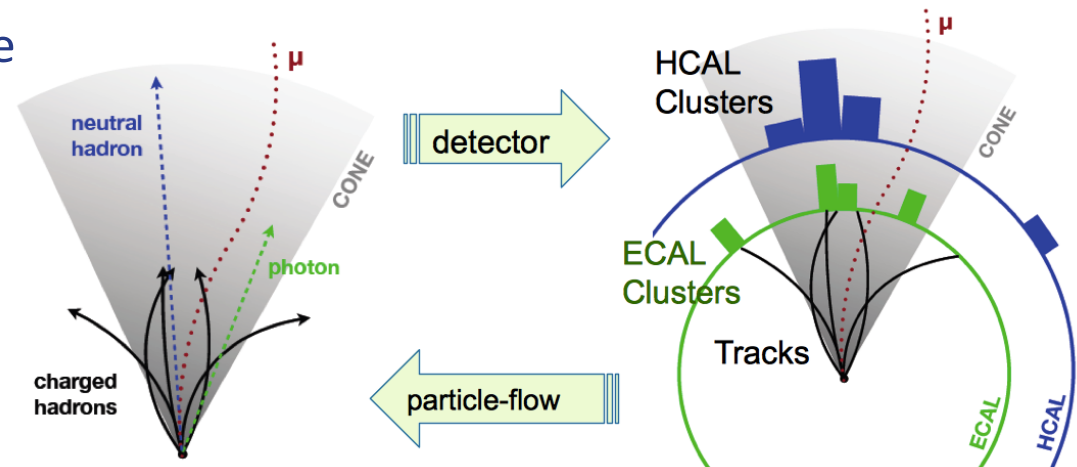 e
μ
neutral
hadron
CONE
photon
charged
hadrons
detector
particle-flow
μ
HCAL
Clusters
CONE
ECAL
Clusters
Tracks
ECAL
HCAL